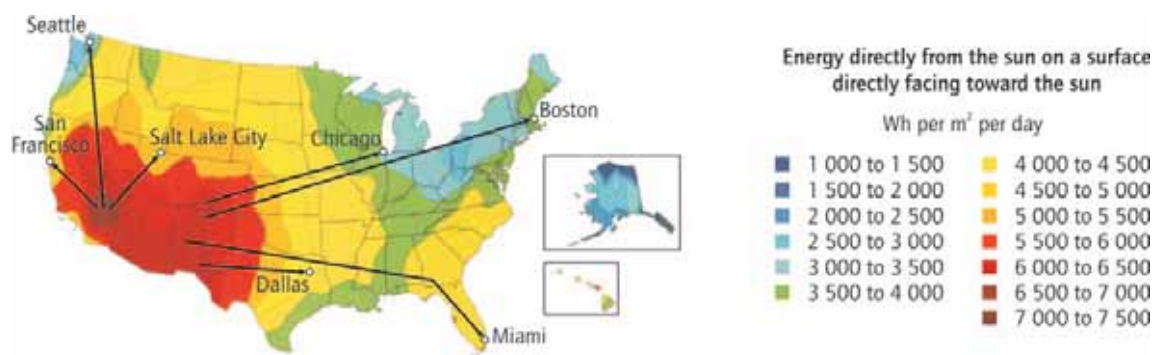 Seattle
San
Francisco
Salt Lake City
Chicago
Boston
Dallas
Miami
Energy directly from the sun on a surface
directly facing toward the sun
Wh per m² per day
1 000 to 1 500
1 500 to 2 000
2 000 to 2 500
2 500 to 3 000
3 000 to 3 500
3 500 to 4 000
4 000 to 4 500
4 500 to 5 000
5 000 to 5 500
5 500 to 6 000
6 000 to 6 500
6 500 to 7 000
7 000 to 7 500